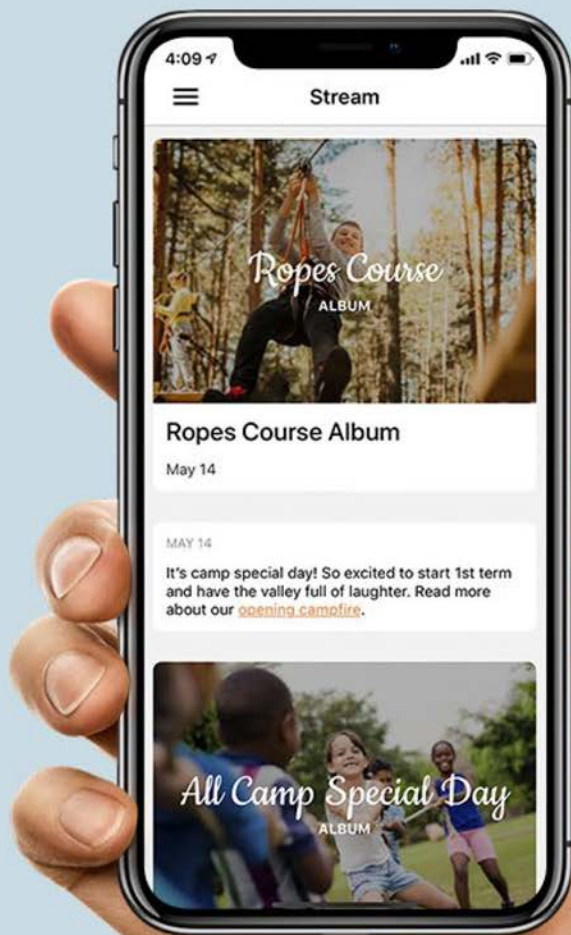 4:09
Stream
Ropes Course
ALBUM
Ropes Course Album
May 14
MAY 14
It's camp special day! So excited to start 1st term
and have the valley full of laughter. Read more
about our opening campfire.
All Camp Special Day
ALBUM